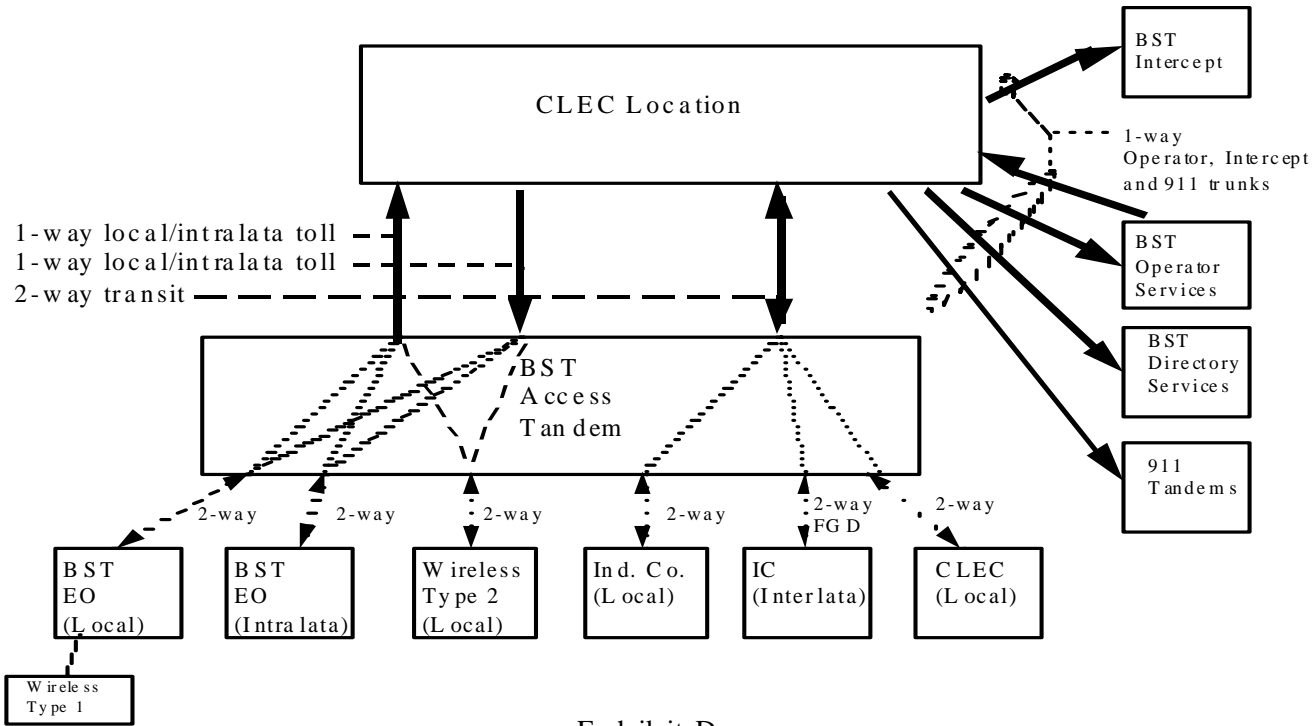 BST
Intercept
CLEC Location
1-way
Operator, Intercept
and 911 trunks
1-way local/intralata toll
1-way local/intralata toll
2-way transit
BST
Operator
Services
BST
Access
Tandem
BST
Directory
Services
911
Tandems
2-way
2-way
2-way
2-way
2-way
FGD
2-way
BST
EO
(Local)
BST
EO
(Intralata)
Wireless
Type 2
(Local)
Ind. Co.
(Local)
IC
(Interlata)
CLEC
(Local)
Wireless
Type 1